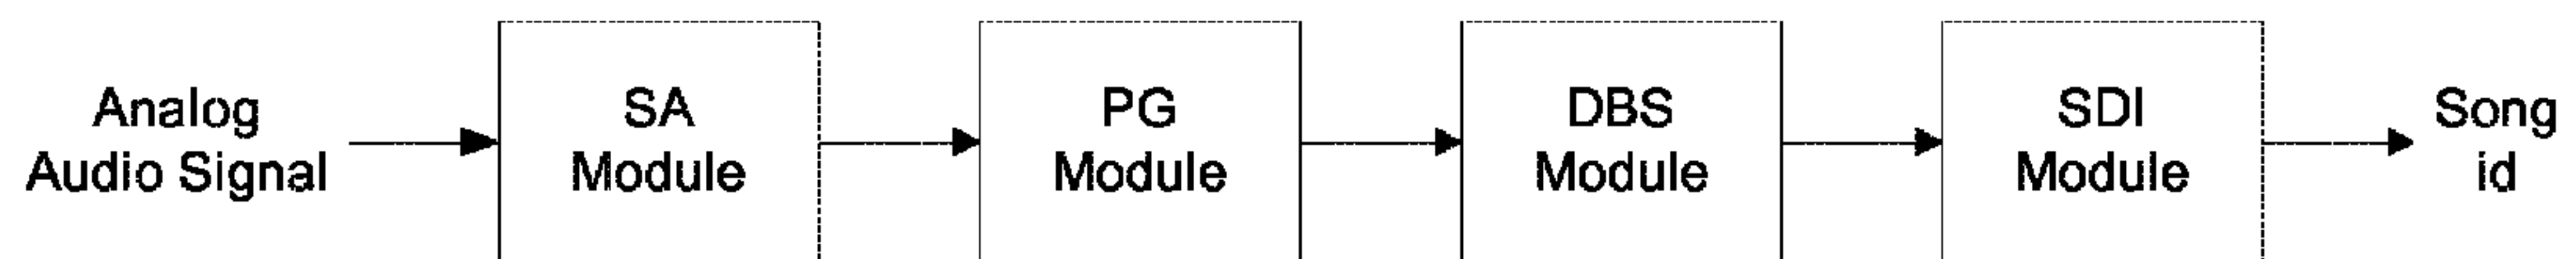 Analog
Audio Signal
SA
Module
PG
Module
DBS
Module
SDI
Module
Song
id